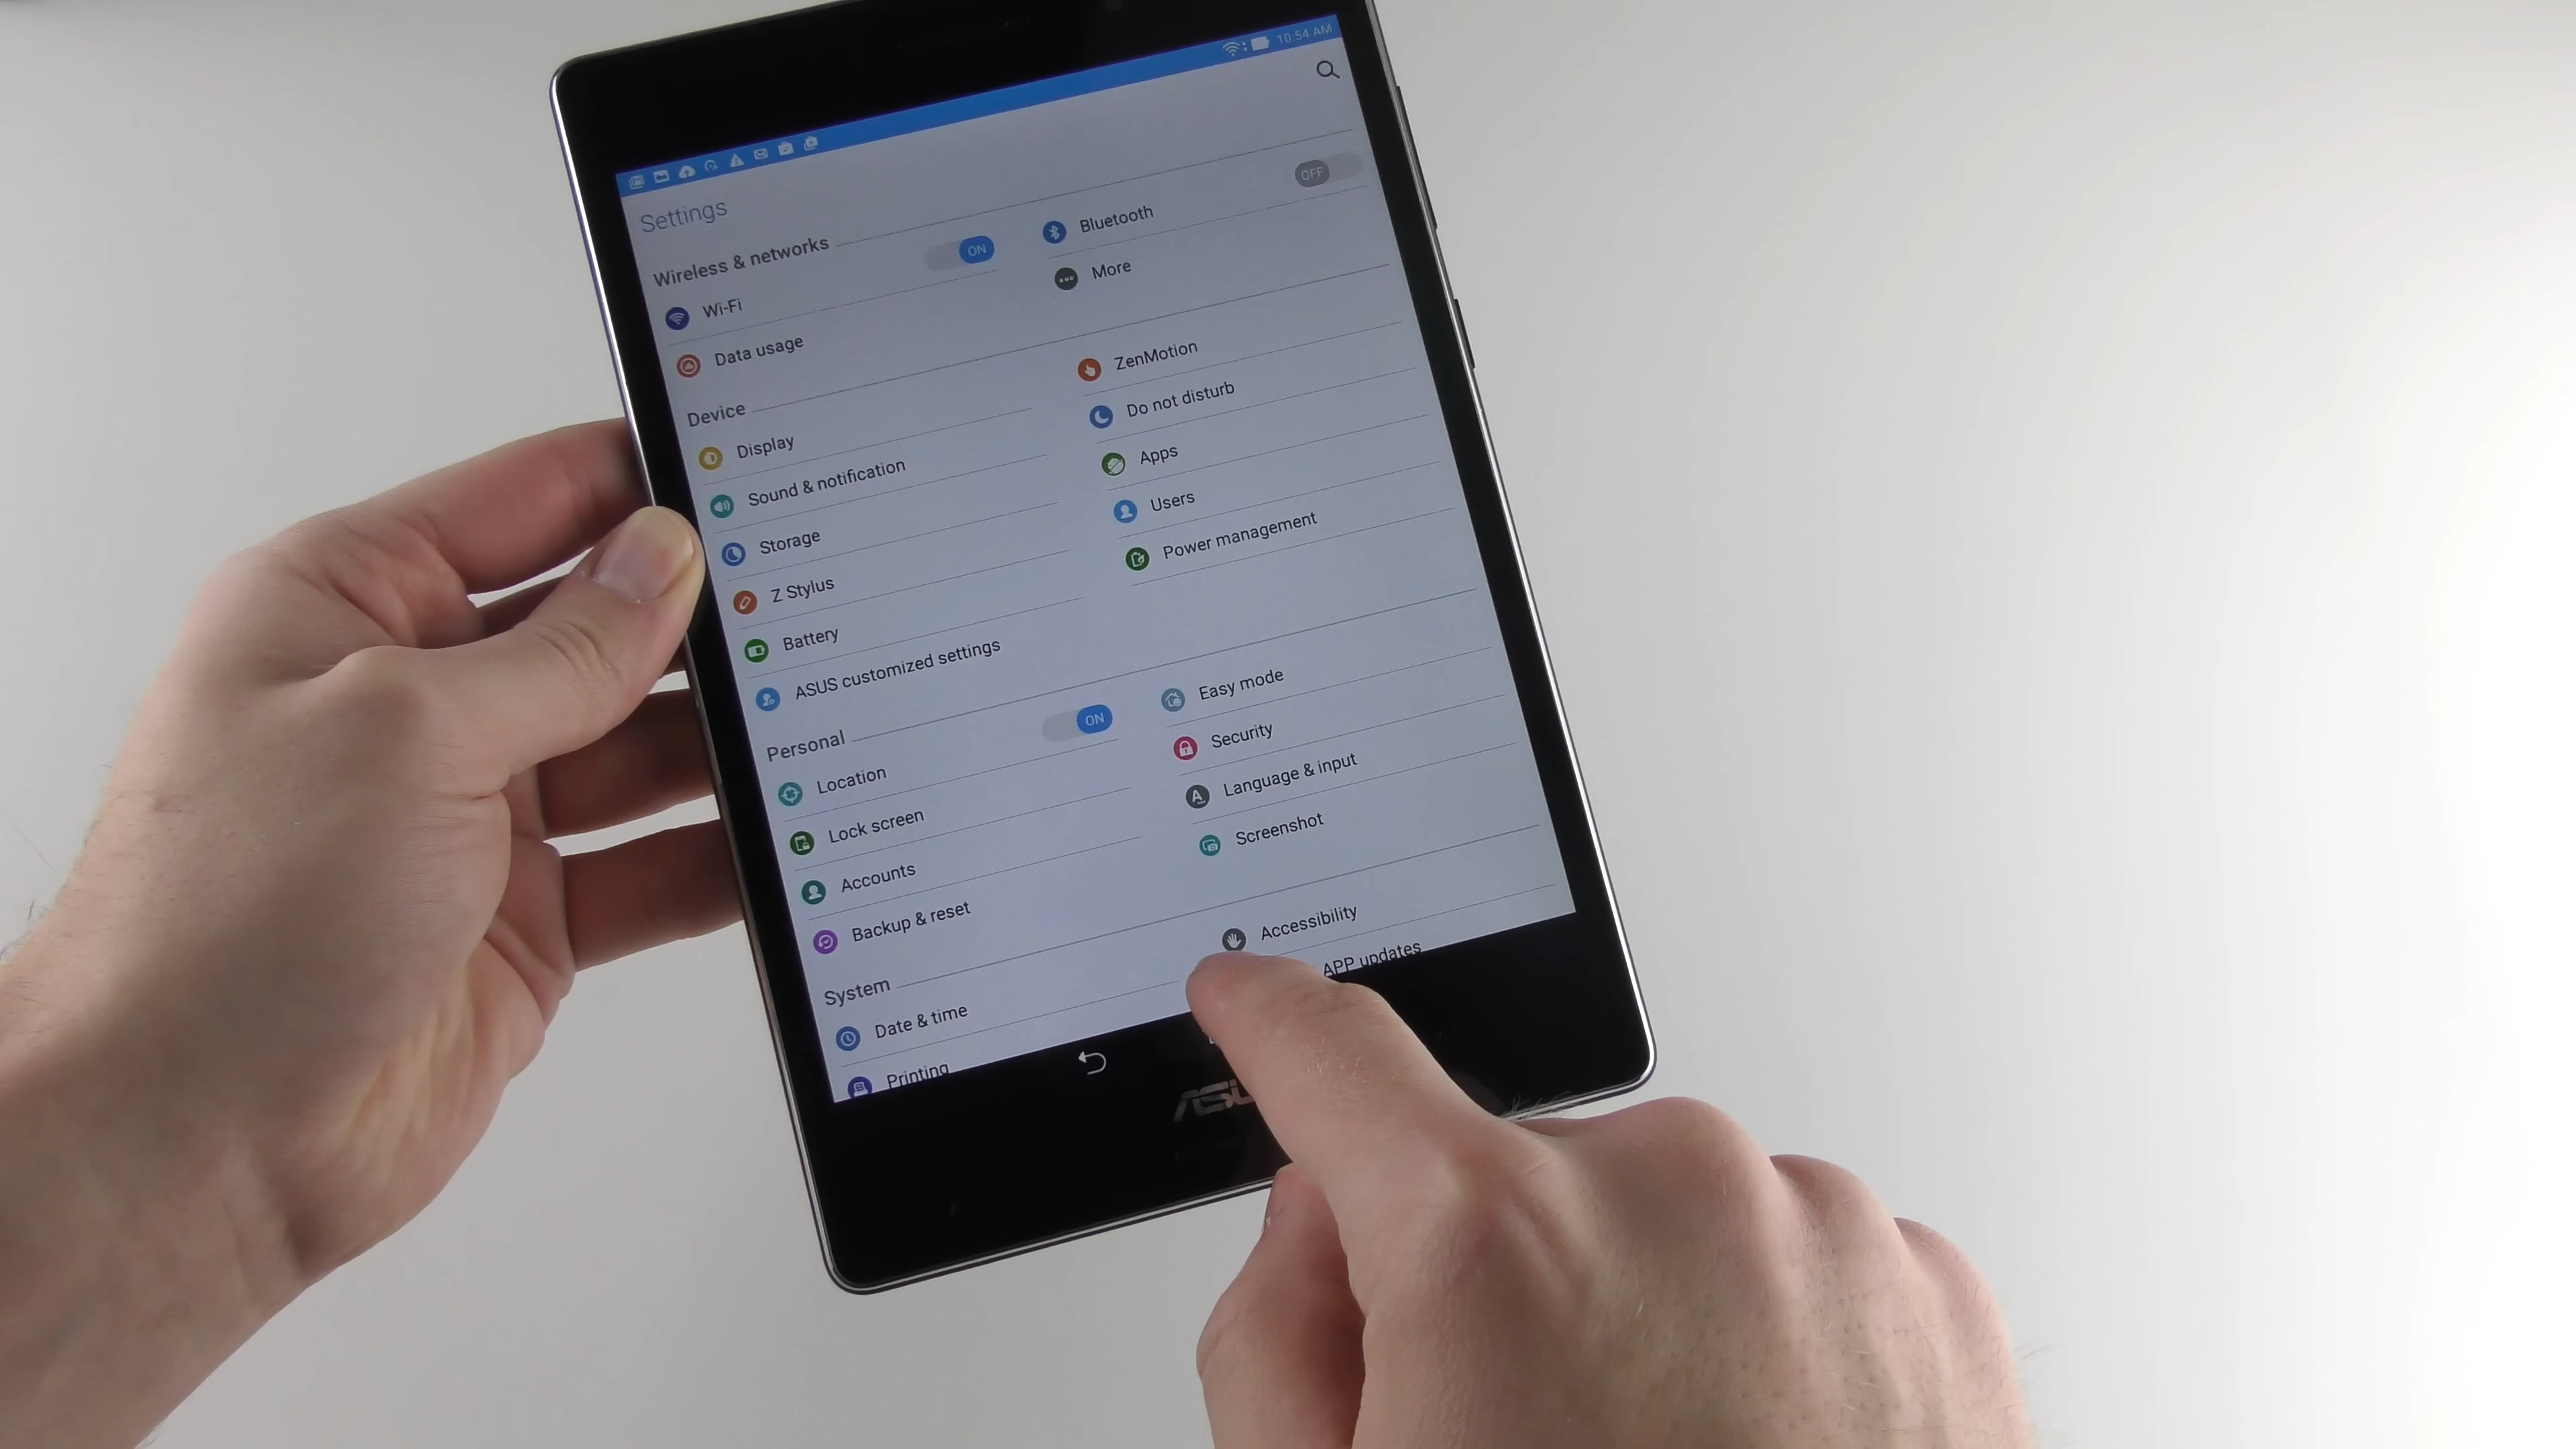 10:54 AM
Settings
Wireless & networks
Wi-Fi
ON
Bluetooth
OFF
Data usage
More
Device
Display
ZenMotion
Sound & notification
Do not disturb
Storage
Apps
Z Stylus
Users
Battery
Power management
ASUS customized settings
Personal
Location
ON
Easy mode
Lock screen
Security
Accounts
Language & input
Backup & reset
Screenshot
System
Date & time
Accessibility
Printing
APP updates